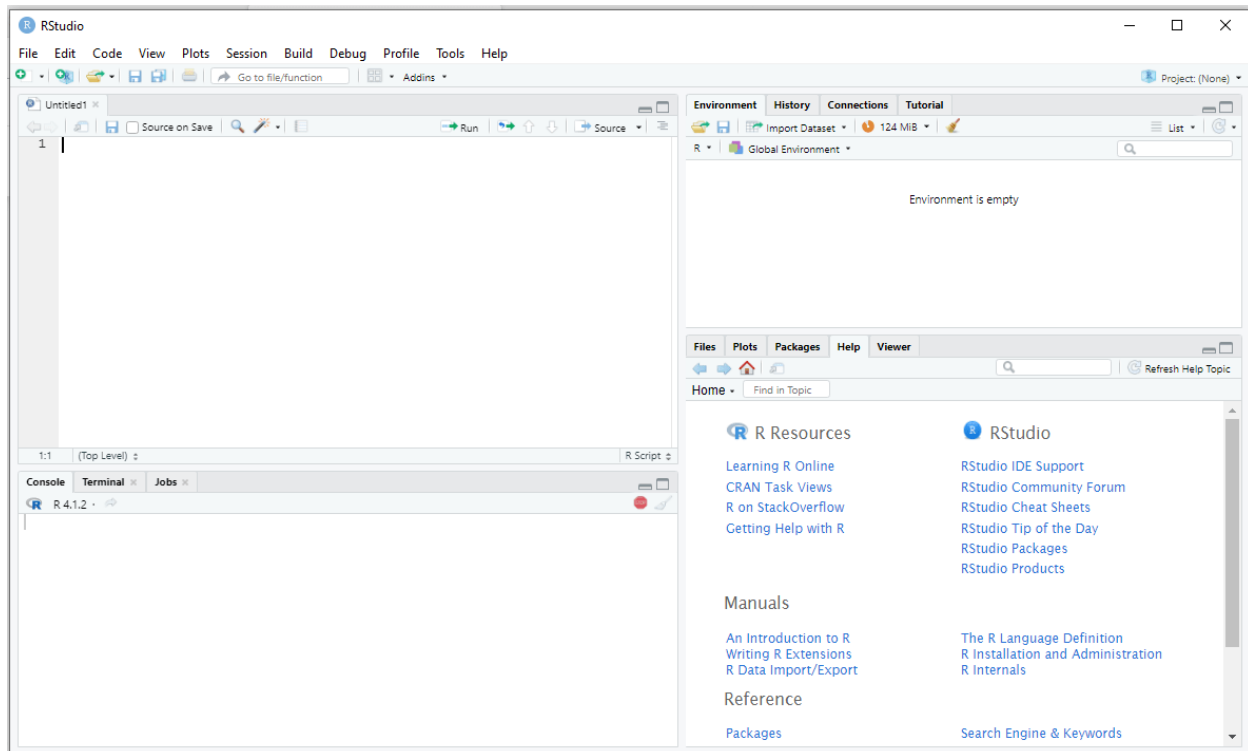 RStudio
File Edit Code View Plots Session Build Debug Profile Tools Help
Go to file/function Addins Project: (None)
Untitled1
Source on Save Run Source
1
1:1 (Top Level) R Script
Console Terminal Jobs
R 4.1.2
Environment History Connections Tutorial
Import Dataset 124 MiB List
R Global Environment
Environment is empty
Files Plots Packages Help Viewer
Refresh Help Topic
Home Find in Topic
R Resources
Learning R Online
CRAN Task Views
R on StackOverflow
Getting Help with R
RStudio
RStudio IDE Support
RStudio Community Forum
RStudio Cheat Sheets
RStudio Tip of the Day
RStudio Packages
RStudio Products
Manuals
An Introduction to R
Writing R Extensions
R Data Import/Export
The R Language Definition
R Installation and Administration
R Internals
Reference
Packages
Search Engine & Keywords